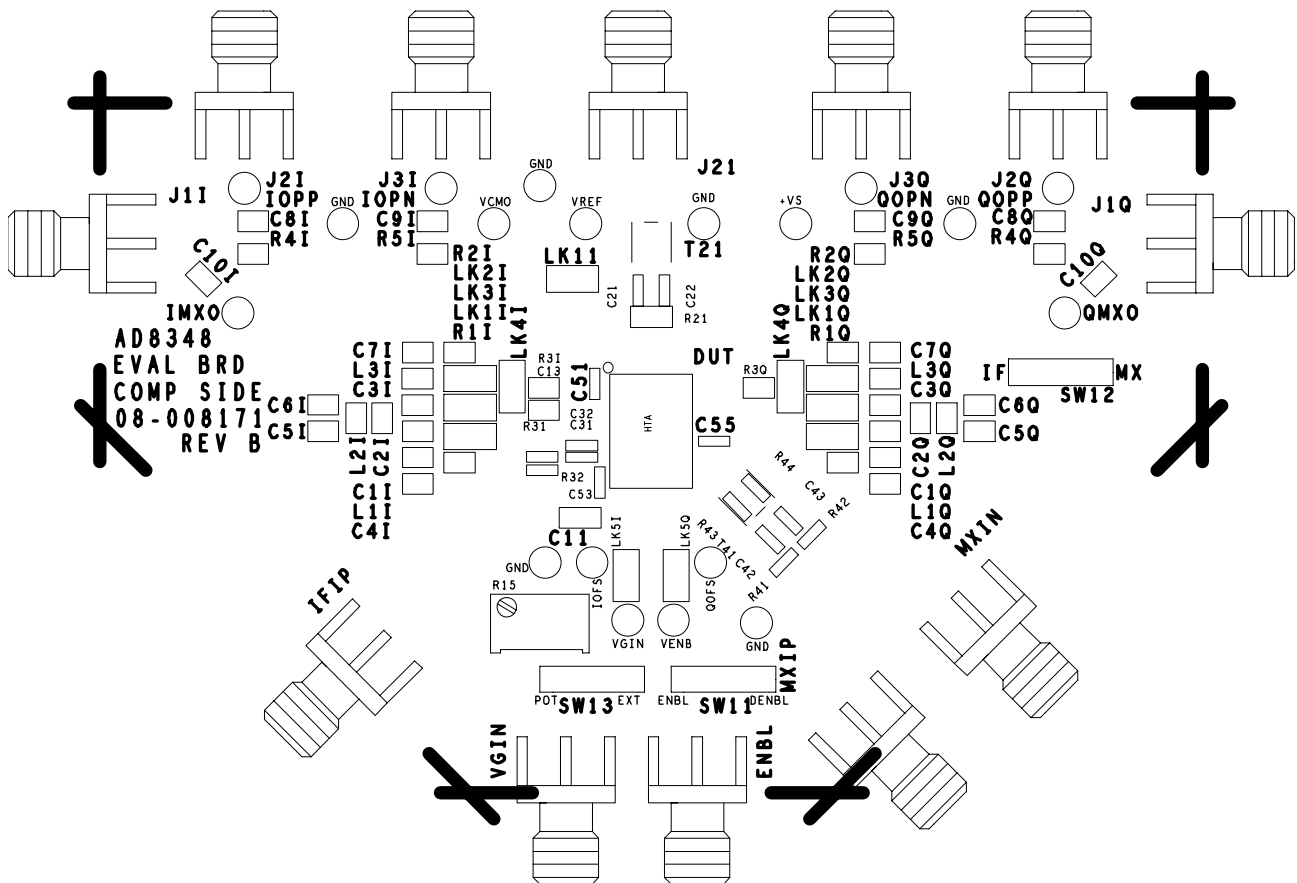 GND
J21
J2I
J3I
J3Q
J2Q
J1I
IOPP
IOPN
QOPN
QOPP
J1Q
GND
VCMO
VREF
GND
+VS
GND
C8I
C9I
C9Q
C8Q
R4I
R5I
R5Q
R4Q
T21
LK11
R2I
R2Q
C10I
C10Q
LK2I
LK2Q
LK3I
LK3Q
C21
C22
LK1I
LK1Q
R21
R1I
R1Q
IMXO
QMXO
AD8348
EVAL BRD
COMP SIDE
08-008171
REV B
LK4I
LK4Q
DUT
C7I
L3I
C3I
C7Q
L3Q
C3Q
R3I
C13
C51
R3Q
IF
MX
SW12
C6I
C5I
C6Q
C5Q
L2I
C2I
C2Q
L2Q
R31
C32
C31
HTA
C55
R32
C53
C1I
L1I
C4I
C1Q
L1Q
C4Q
R44
C43
R42
R43
T41
C42
R41
C11
LK5I
LK5Q
GND
IOFS
QOFS
R15
VGIN
VENB
GND
IFIP
MXIN
MXIP
POT
SW13
EXT
ENBL
SW11
DENBL
VGIN
ENBL